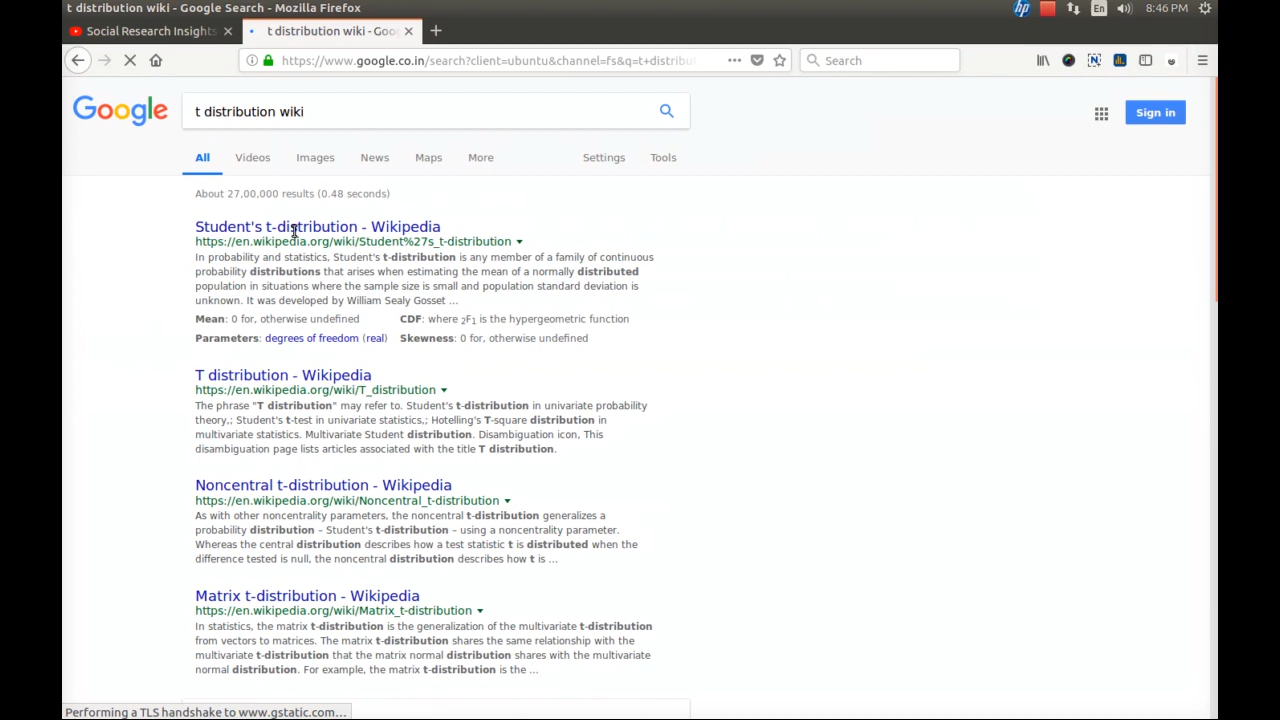 t distribution wiki - Google Search - Mozilla Firefox
hp En 8:46 PM
Social Research Insights t distribution wiki - Goo
https://www.google.co.in/search?client=ubuntu&channel=fs&q=t+distribut Search
Google t distribution wiki Sign in
All Videos Images News Maps More Settings Tools
About 27,00,000 results (0.48 seconds)
Student's t-distribution - Wikipedia
https://en.wikipedia.org/wiki/Student%27s_t-distribution
In probability and statistics, Student's t-distribution is any member of a family of continuous
probability distributions that arises when estimating the mean of a normally distributed
population in situations where the sample size is small and population standard deviation is
unknown. It was developed by William Sealy Gosset ...
Mean: 0 for, otherwise undefined CDF: where 2F1 is the hypergeometric function
Parameters: degrees of freedom (real) Skewness: 0 for, otherwise undefined
T distribution - Wikipedia
https://en.wikipedia.org/wiki/T_distribution
The phrase "T distribution" may refer to. Student's t-distribution in univariate probability
theory,; Student's t-test in univariate statistics,; Hotelling's T-square distribution in
multivariate statistics. Multivariate Student distribution. Disambiguation icon, This
disambiguation page lists articles associated with the title T distribution.
Noncentral t-distribution - Wikipedia
https://en.wikipedia.org/wiki/Noncentral_t-distribution
As with other noncentrality parameters, the noncentral t-distribution generalizes a
probability distribution – Student's t-distribution – using a noncentrality parameter.
Whereas the central distribution describes how a test statistic t is distributed when the
difference tested is null, the noncentral distribution describes how t is ...
Matrix t-distribution - Wikipedia
https://en.wikipedia.org/wiki/Matrix_t-distribution
In statistics, the matrix t-distribution is the generalization of the multivariate t-distribution
from vectors to matrices. The matrix t-distribution shares the same relationship with the
multivariate t-distribution that the matrix normal distribution shares with the multivariate
normal distribution. For example, the matrix t-distribution is the ...
Performing a TLS handshake to www.gstatic.com...